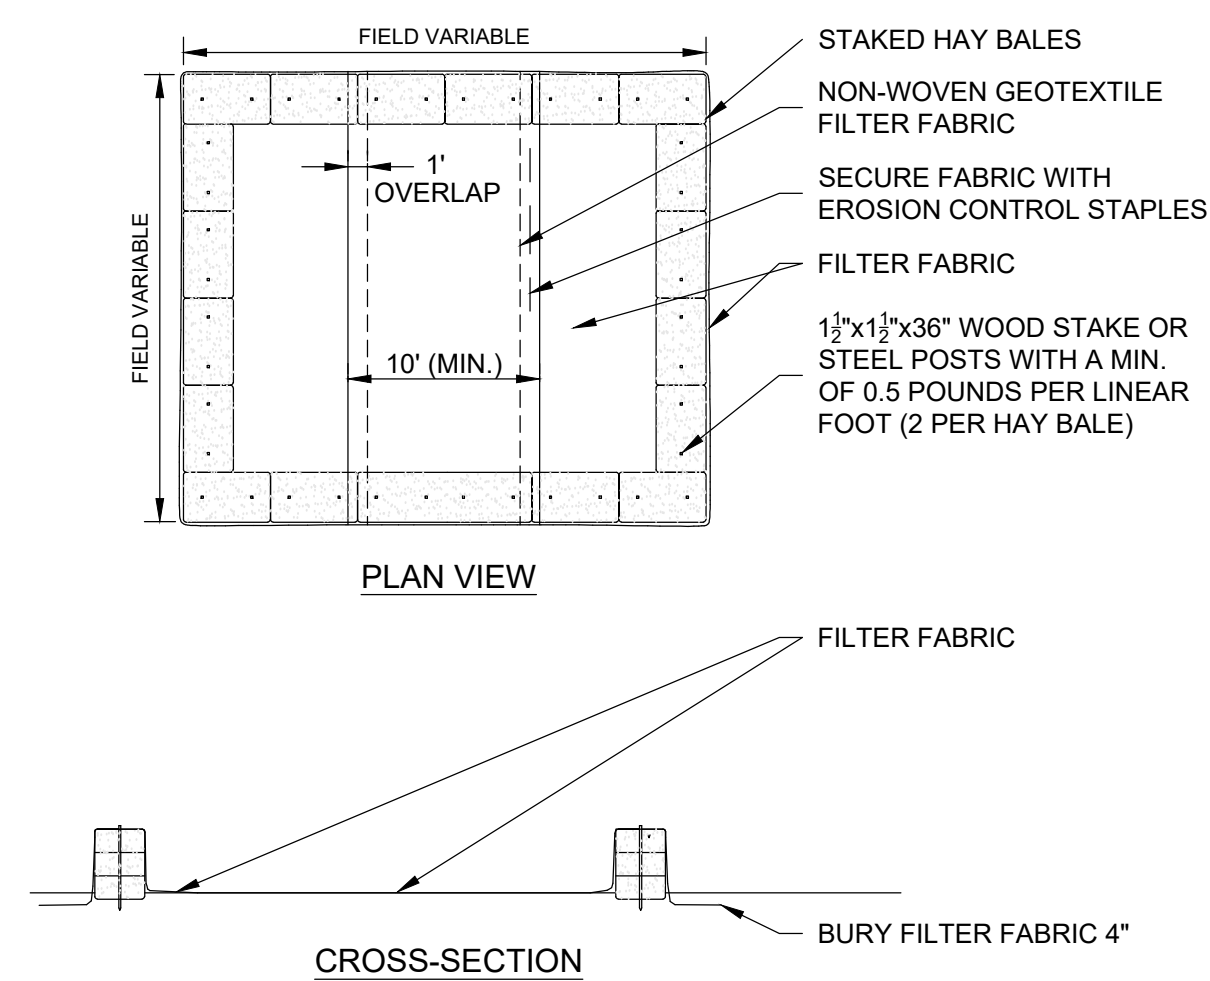 FIELD VARIABLE
STAKED HAY BALES
NON-WOVEN GEOTEXTILE
FILTER FABRIC
1'
OVERLAP
SECURE FABRIC WITH
EROSION CONTROL STAPLES
FIELD VARIABLE
FILTER FABRIC
10' (MIN.)
1½"x1½"x36" WOOD STAKE OR
STEEL POSTS WITH A MIN.
OF 0.5 POUNDS PER LINEAR
FOOT (2 PER HAY BALE)
PLAN VIEW
FILTER FABRIC
BURY FILTER FABRIC 4"
CROSS-SECTION